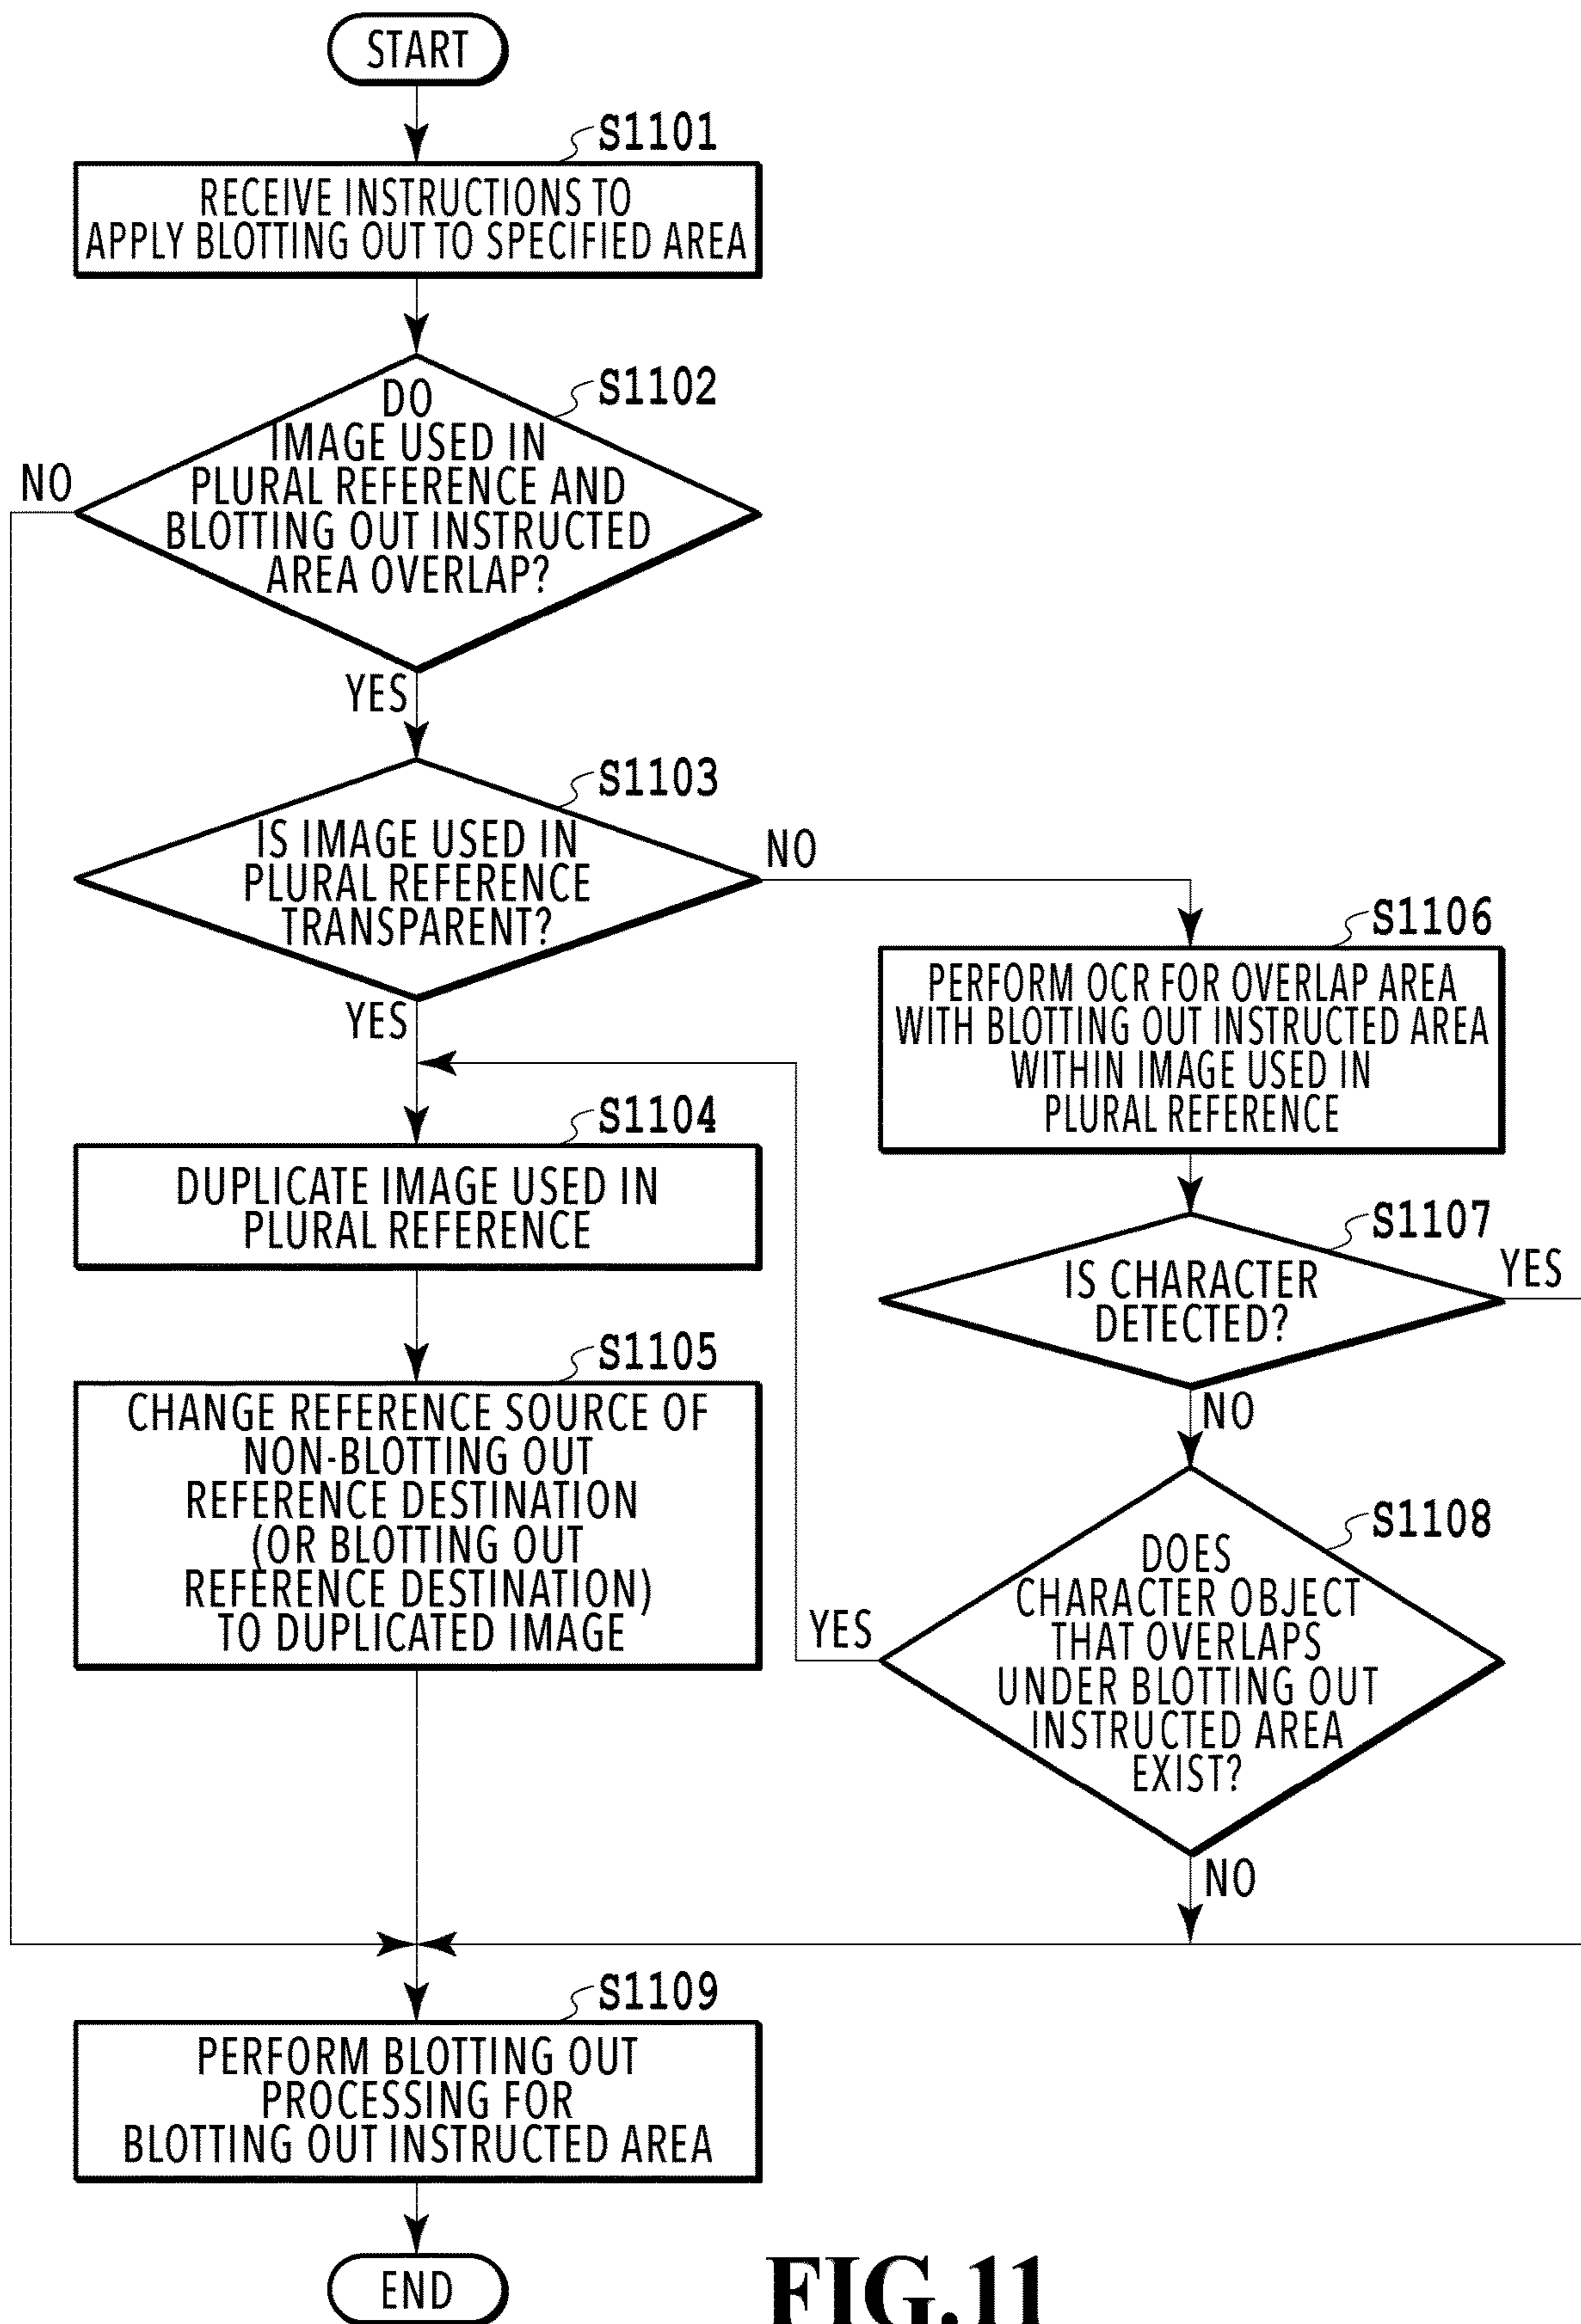 START
S1101
RECEIVE INSTRUCTIONS TO
APPLY BLOTTING OUT TO SPECIFIED AREA
S1102
DO
IMAGE USED IN
PLURAL REFERENCE AND
BLOTTING OUT INSTRUCTED
AREA OVERLAP?
NO
YES
S1103
IS IMAGE USED IN
PLURAL REFERENCE
TRANSPARENT?
NO
YES
S1104
DUPLICATE IMAGE USED IN
PLURAL REFERENCE
S1105
CHANGE REFERENCE SOURCE OF
NON-BLOTTING OUT
REFERENCE DESTINATION
(OR BLOTTING OUT
REFERENCE DESTINATION)
TO DUPLICATED IMAGE
S1106
PERFORM OCR FOR OVERLAP AREA
WITH BLOTTING OUT INSTRUCTED AREA
WITHIN IMAGE USED IN
PLURAL REFERENCE
S1107
IS CHARACTER
DETECTED?
YES
NO
S1108
DOES
CHARACTER OBJECT
THAT OVERLAPS
UNDER BLOTTING OUT
INSTRUCTED AREA
EXIST?
YES
NO
S1109
PERFORM BLOTTING OUT
PROCESSING FOR
BLOTTING OUT INSTRUCTED AREA
END
FIG.11